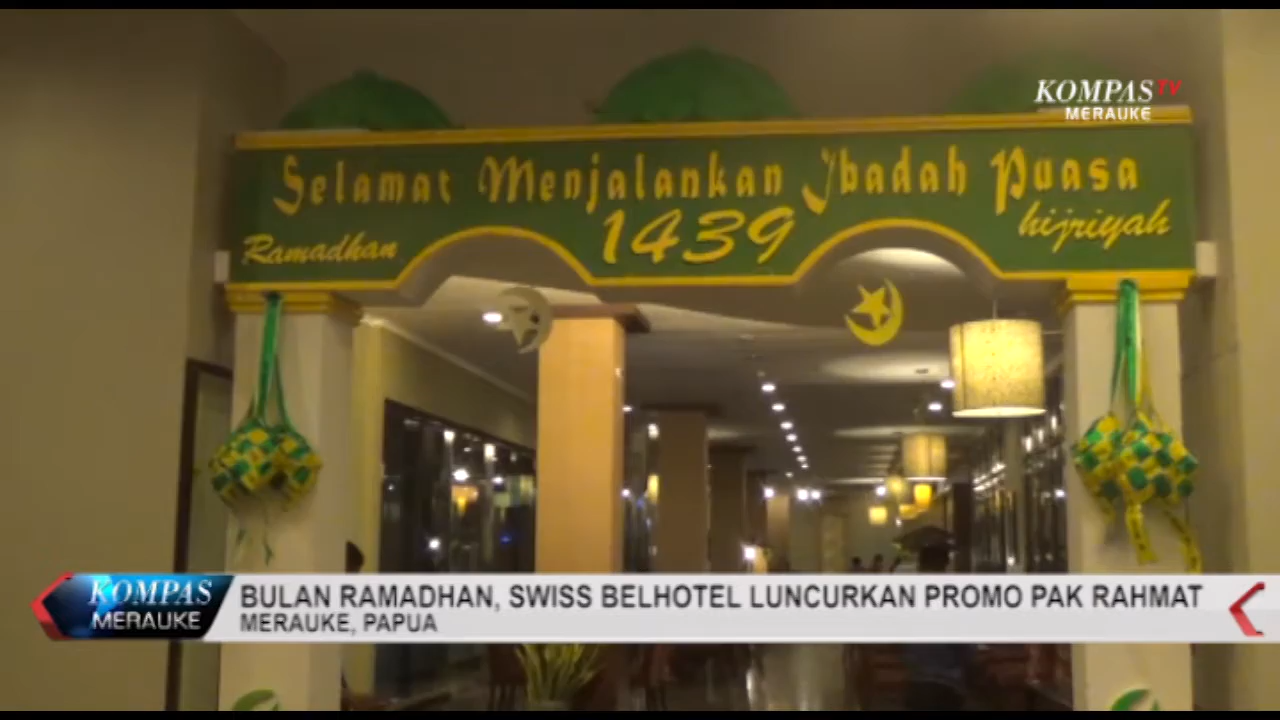 KOMPAS TV
MERAUKE
Selamat Menjalankan Ibadah Puasa
Ramadhan 1439 hijriyah
KOMPAS
MERAUKE
BULAN RAMADHAN, SWISS BELHOTEL LUNCURKAN PROMO PAK RAHMAT
MERAUKE, PAPUA